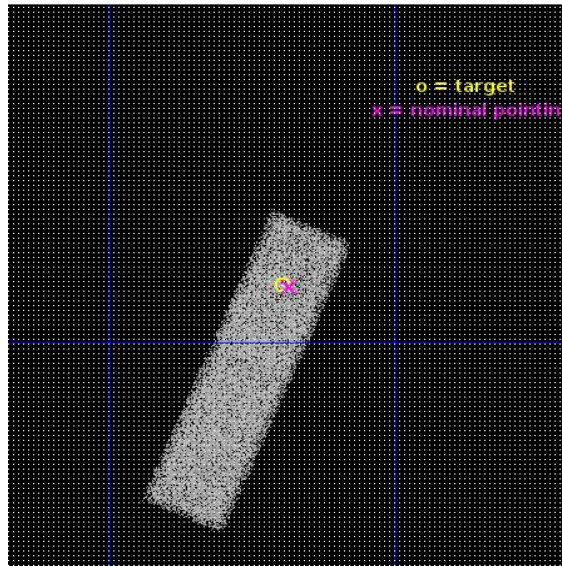 o = target
x = nominal pointin